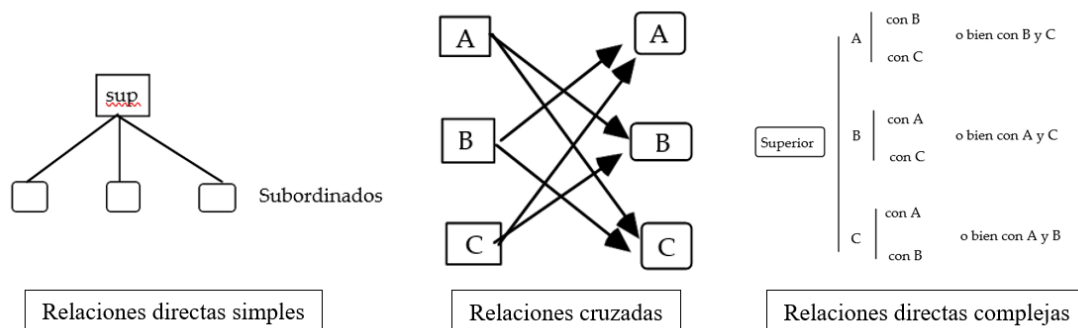 sup
Subordinados
Relaciones directas simples
A
B
C
A
B
C
Relaciones cruzadas
Superior
A
con B
con C
o bien con B y C
B
con A
con C
o bien con A y C
C
con A
con B
o bien con A y B
Relaciones directas complejas